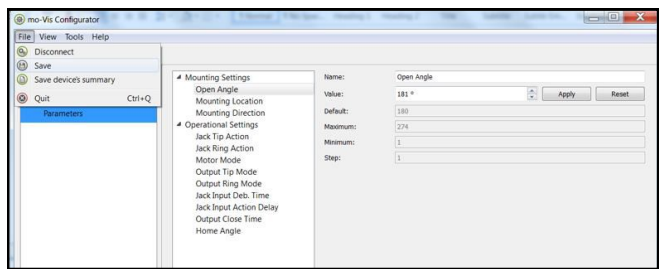 mo-Vis Configurator
File View Tools Help
Disconnect
Save
Save device's summary
Quit Ctrl+Q
Parameters
Mounting Settings
Open Angle
Mounting Location
Mounting Direction
Operational Settings
Jack Tip Action
Jack Ring Action
Motor Mode
Output Tip Mode
Output Ring Mode
Jack Input Deb. Time
Jack Input Action Delay
Output Close Time
Home Angle
Name: Open Angle
Value: 181 ° Apply Reset
Default: 180
Maximum: 274
Minimum: 1
Step: 1